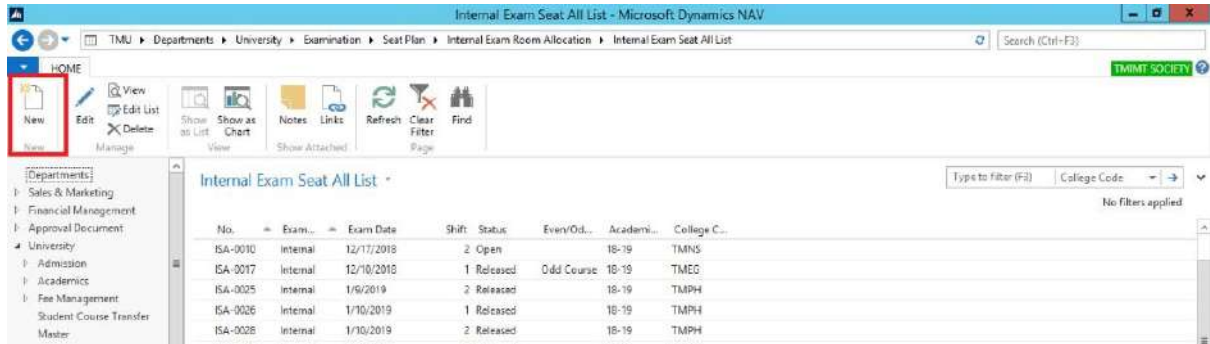 Internal Exam Seat All List - Microsoft Dynamics NAV
TMU ▸ Departments ▸ University ▸ Examination ▸ Seat Plan ▸ Internal Exam Room Allocation ▸ Internal Exam Seat All List
Search (Ctrl+F3)
HOME
TMIMT SOCIETY
New
Edit
View
Edit List
Delete
Show as List
Show as Chart
Notes
Links
Refresh
Clear Filter
Find
New
Manage
View
Show Attached
Page
Departments
Sales & Marketing
Financial Management
Approval Document
University
Admission
Academics
Fee Management
Student Course Transfer
Master
Internal Exam Seat All List
Type to filter (F3)
College Code
No filters applied
No. Exam... Exam Date Shift Status Even/Od... Academi... College C...
ISA-0010 Internal 12/17/2018 2 Open 18-19 TMNS
ISA-0017 Internal 12/10/2018 1 Released Odd Course 18-19 TMEG
ISA-0025 Internal 1/9/2019 2 Released 18-19 TMPH
ISA-0026 Internal 1/10/2019 1 Released 18-19 TMPH
ISA-0028 Internal 1/10/2019 2 Released 18-19 TMPH